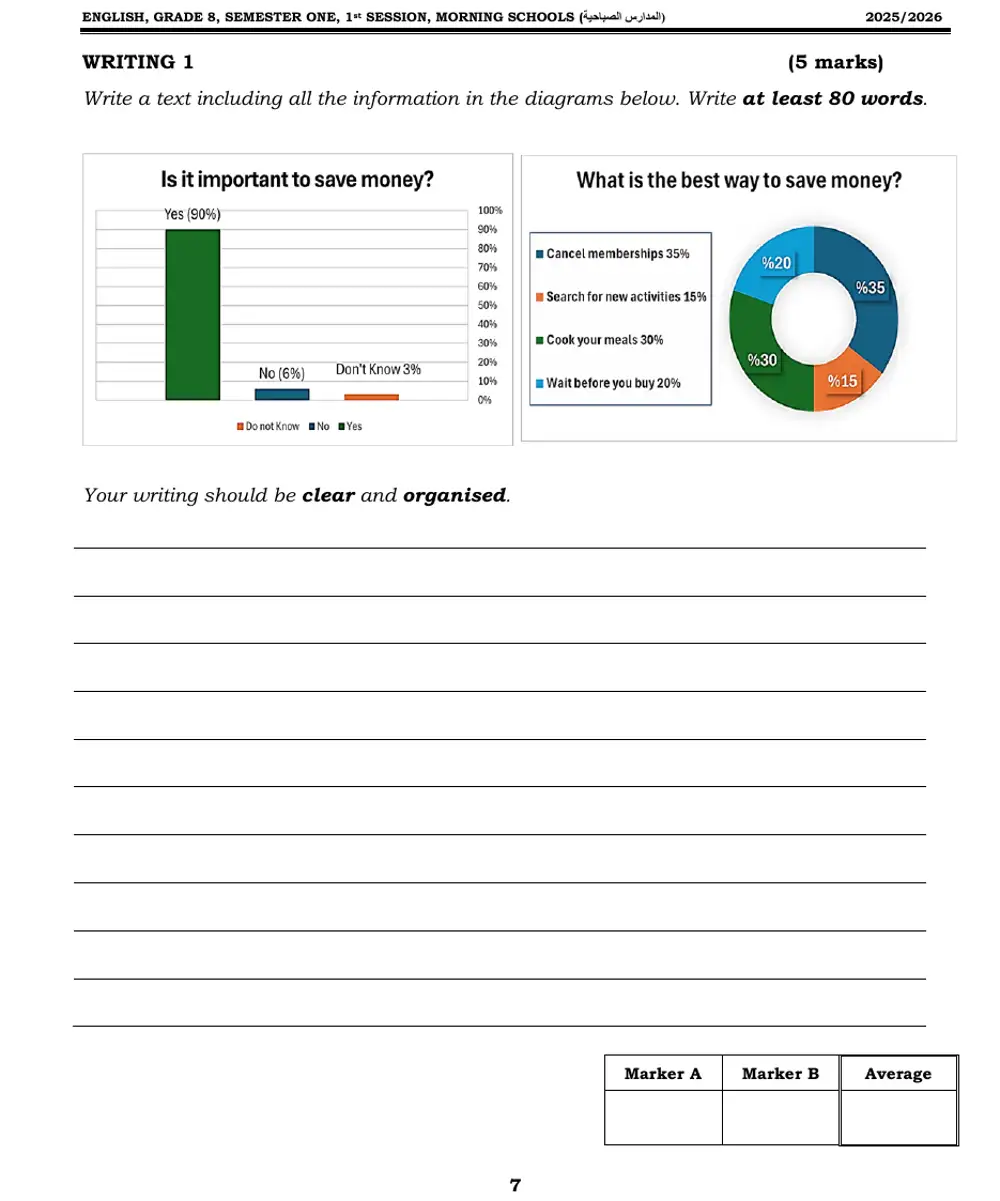 ENGLISH, GRADE 8, SEMESTER ONE, 1st SESSION, MORNING SCHOOLS (المدارس الصباحية) 2025/2026
WRITING 1 (5 marks)
Write a text including all the information in the diagrams below. Write at least 80 words.
Is it important to save money?
Yes (90%)
No (6%)
Don't Know 3%
100%
90%
80%
70%
60%
50%
40%
30%
20%
10%
0%
Do not Know No Yes
What is the best way to save money?
Cancel memberships 35%
Search for new activities 15%
Cook your meals 30%
Wait before you buy 20%
%20
%35
%30
%15
Your writing should be clear and organised.
Marker A Marker B Average
7